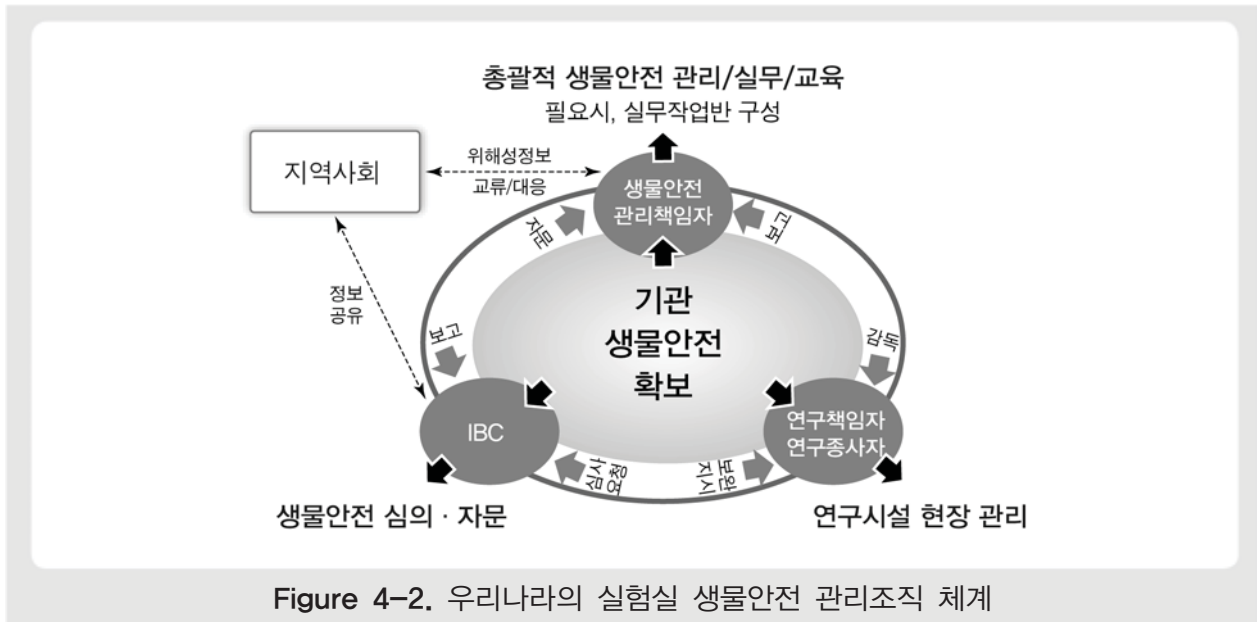 총괄적 생물안전 관리/실무/교육
필요시, 실무작업반 구성
지역사회
위해성정보
교류/대응
생물안전
관리책임자
자문
보고
정보
공유
기관
생물안전
확보
보고
감독
IBC
연구책임자
연구종사자
심사
요청
보완
지시
생물안전 심의 · 자문
연구시설 현장 관리
Figure 4-2. 우리나라의 실험실 생물안전 관리조직 체계